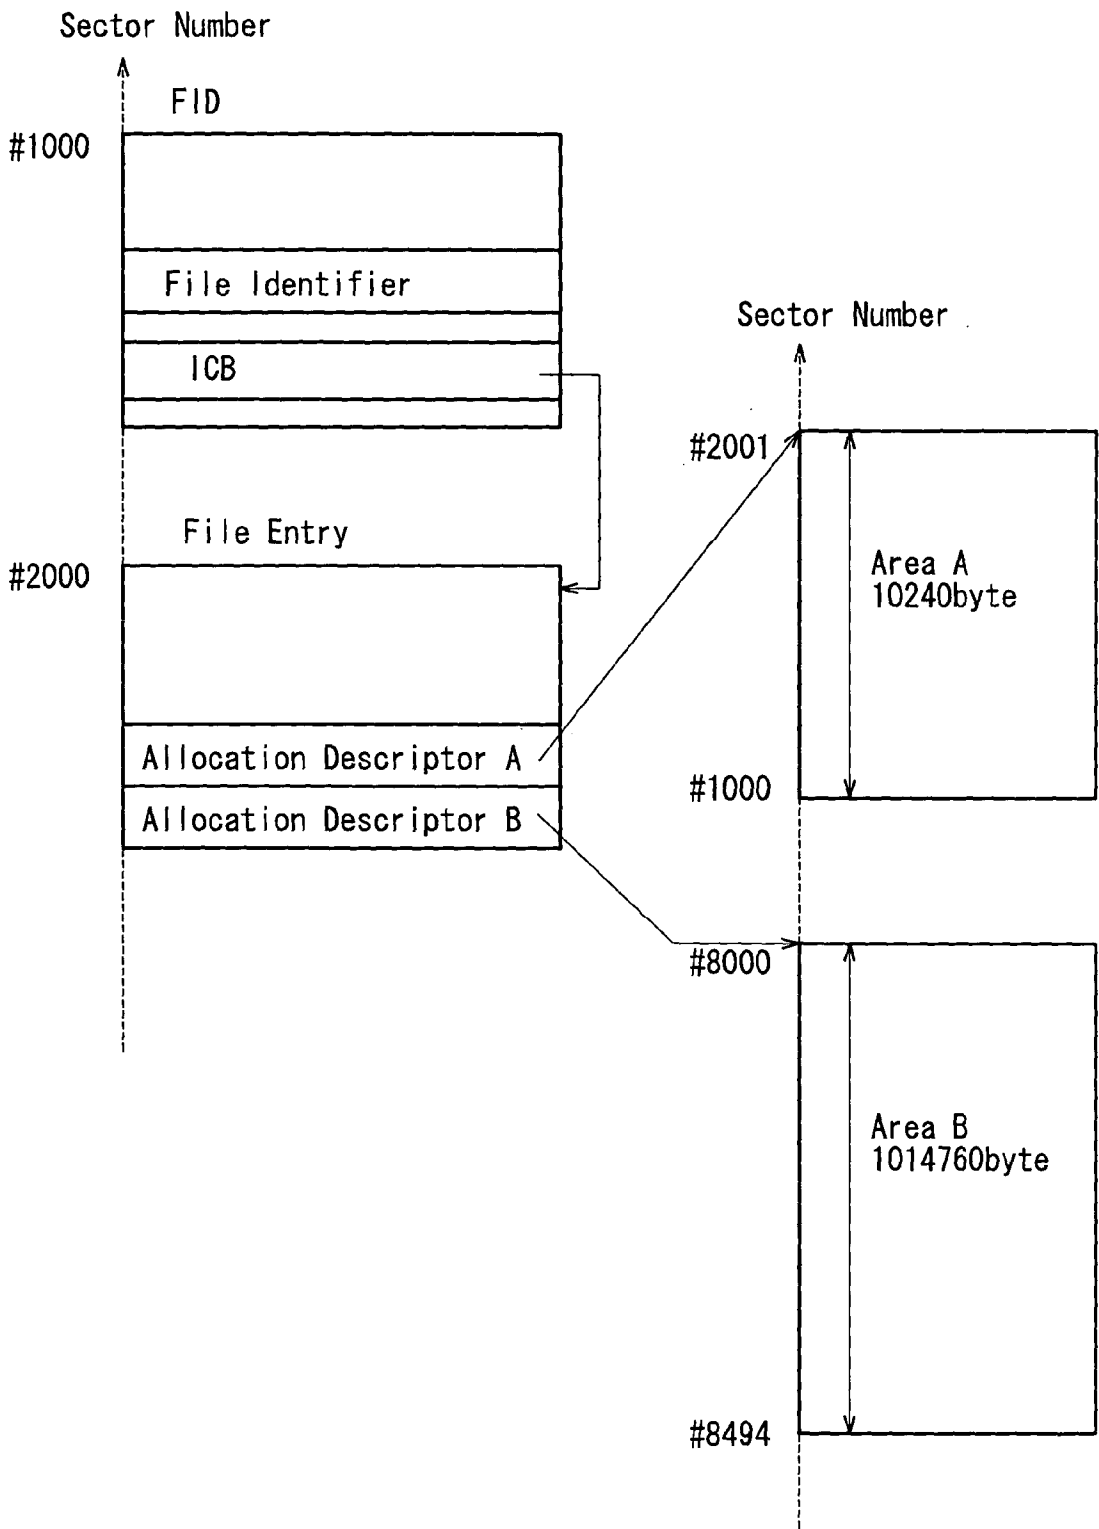 Sector Number
FID
#1000
File Identifier
ICB
File Entry
#2000
Allocation Descriptor A
Allocation Descriptor B
Sector Number
#2001
Area A
10240byte
#1000
#8000
Area B
1014760byte
#8494